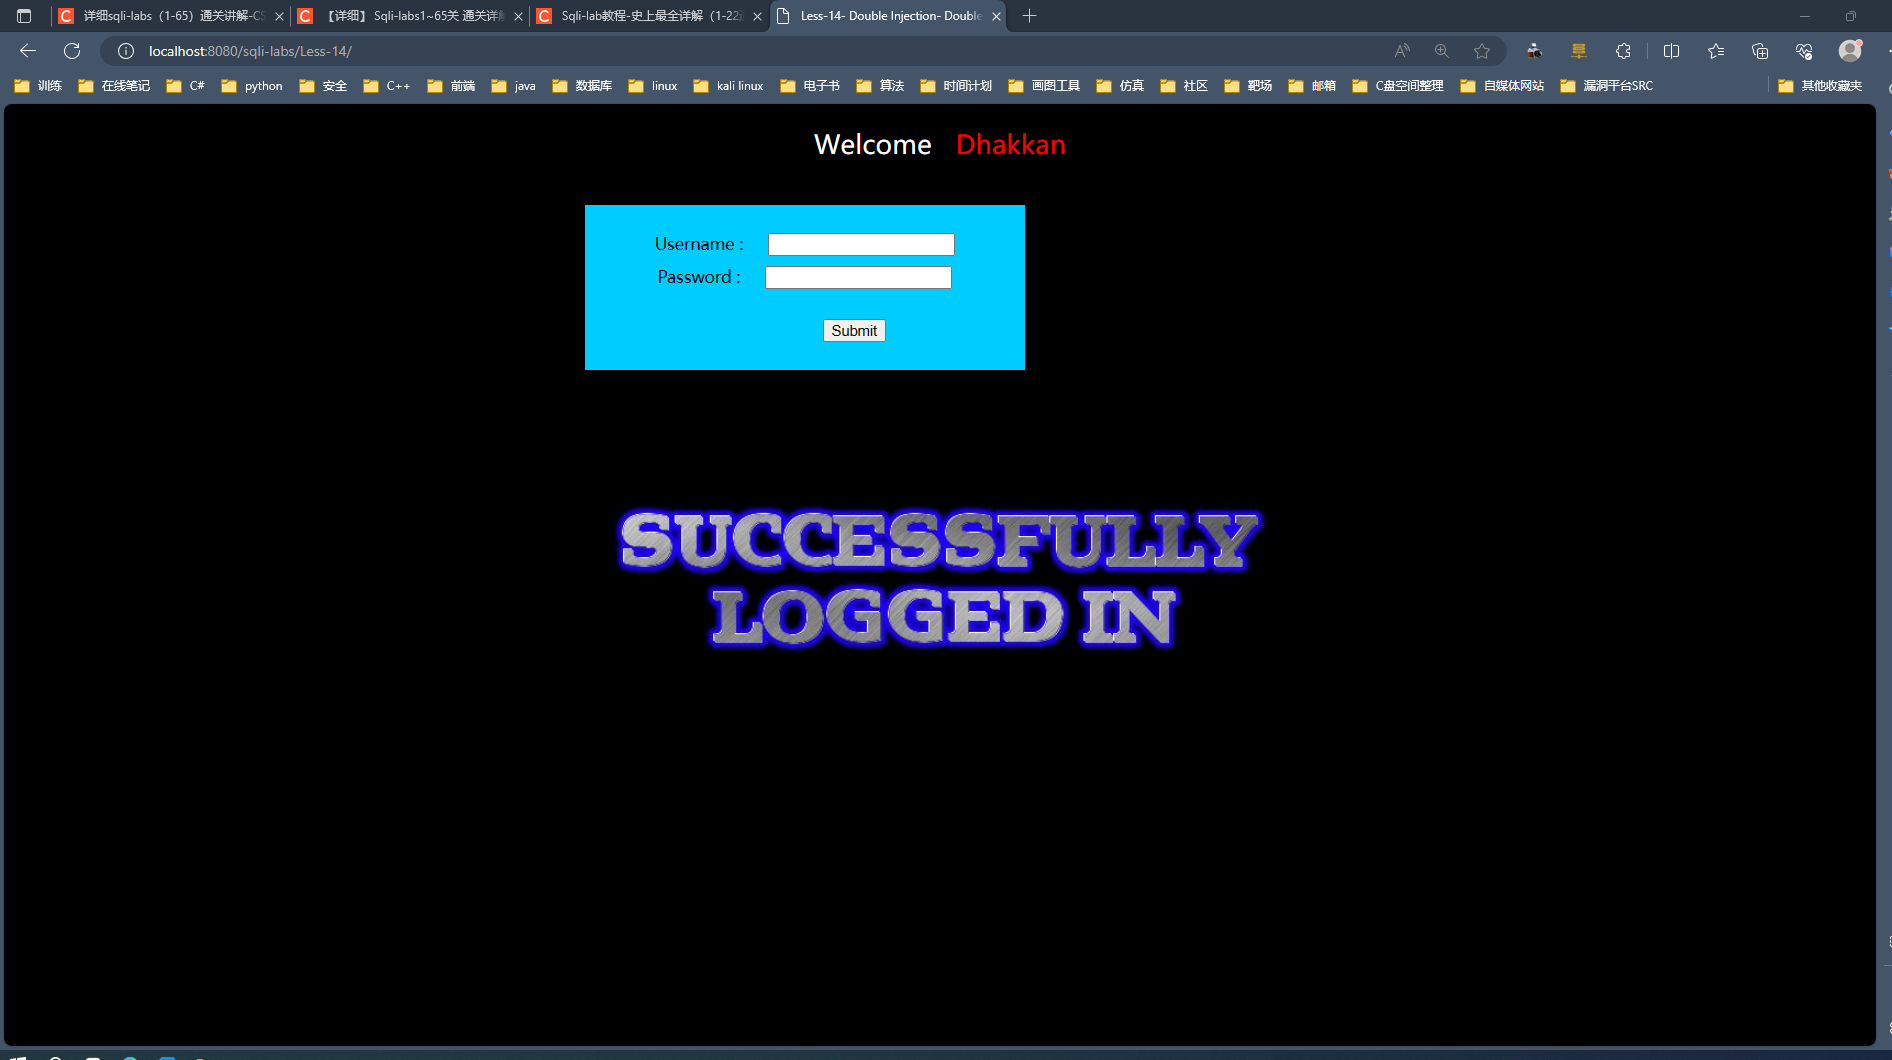 详细sqli-labs（1-65）通关讲解-CS
【详细】 Sqli-labs1~65关 通关详解
Sqli-lab教程-史上最全详解（1-22
Less-14- Double Injection- Double
localhost:8080/sqli-labs/Less-14/
训练 在线笔记 C# python 安全 C++ 前端 java 数据库 linux kali linux 电子书 算法 时间计划 画图工具 仿真 社区 靶场 邮箱 C盘空间整理 自媒体网站 漏洞平台SRC 其他收藏夹
Welcome Dhakkan
Username :
Password :
Submit
SUCCESSFULLY
LOGGED IN